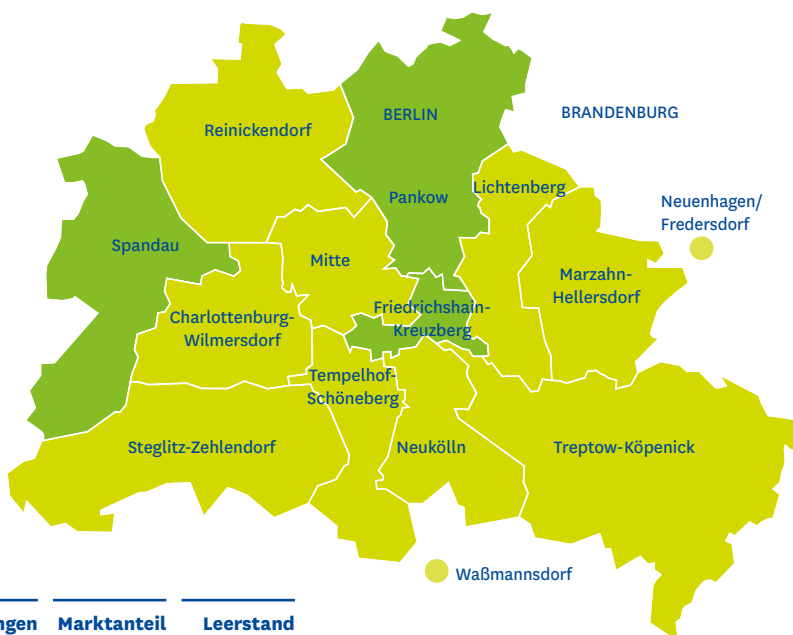 BERLIN
BRANDENBURG
Reinickendorf
Pankow
Lichtenberg
Neuenhagen/
Fredersdorf
Spandau
Mitte
Marzahn-
Hellersdorf
Friedrichshain-
Kreuzberg
Charlottenburg-
Wilmersdorf
Tempelhof-
Schöneberg
Steglitz-Zehlendorf
Neukölln
Treptow-Köpenick
Waßmannsdorf
ngen Marktanteil Leerstand